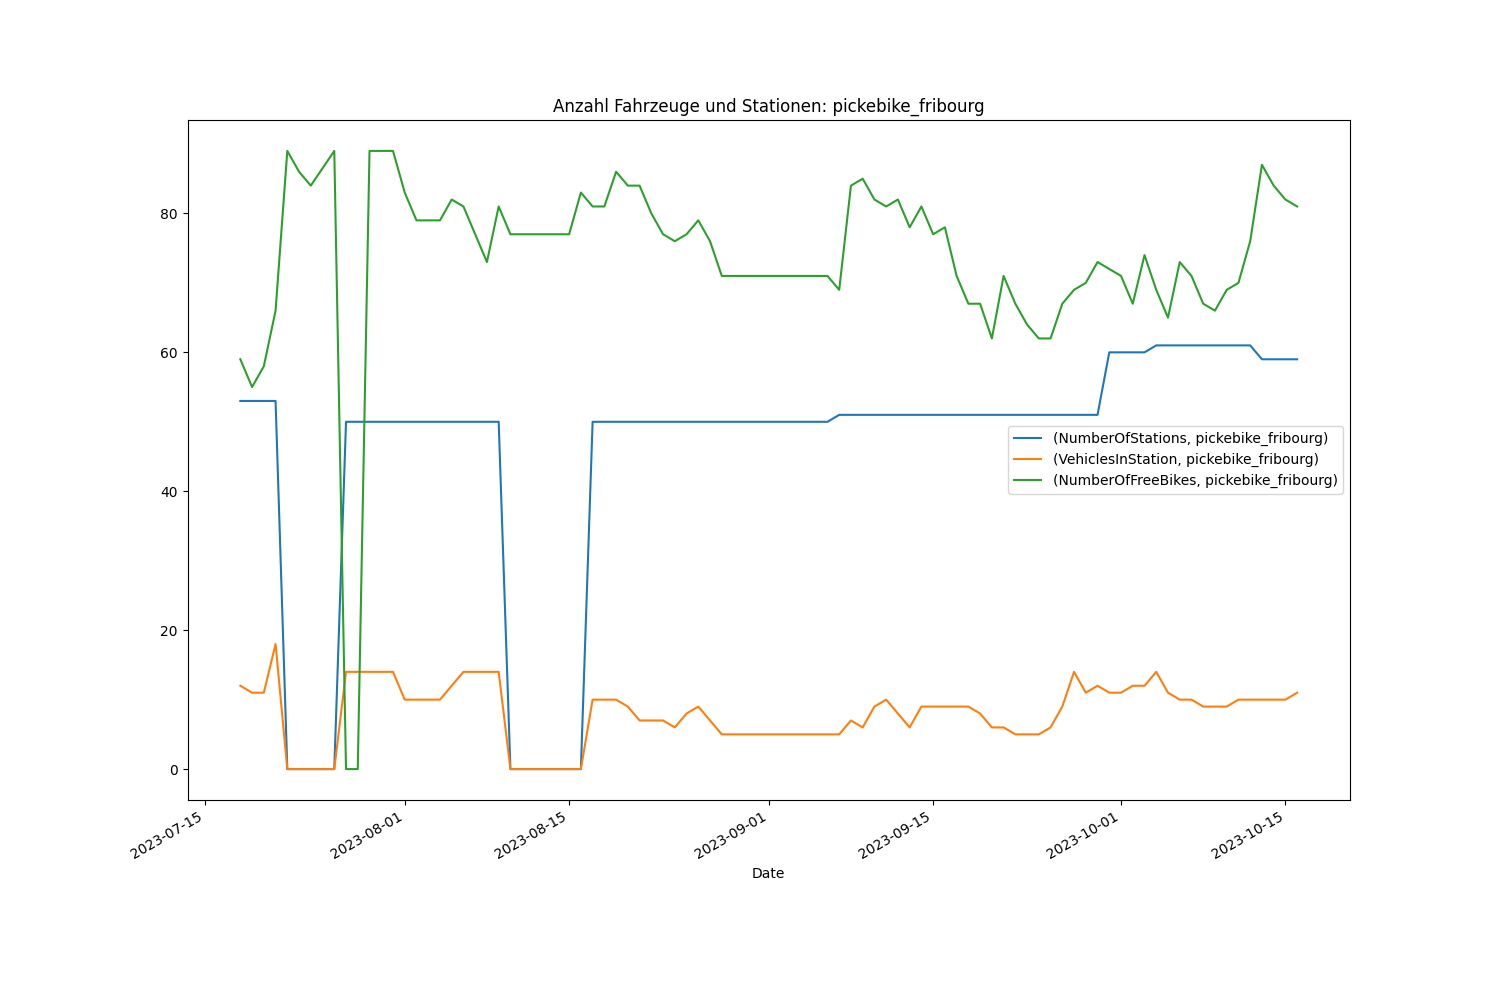 Anzahl Fahrzeuge und Stationen: pickebike_fribourg
80
60
40
20
0
(NumberOfStations, pickebike_fribourg)
(VehiclesInStation, pickebike_fribourg)
(NumberOfFreeBikes, pickebike_fribourg)
2023-07-15
2023-08-01
2023-08-15
2023-09-01
2023-09-15
2023-10-01
2023-10-15
Date